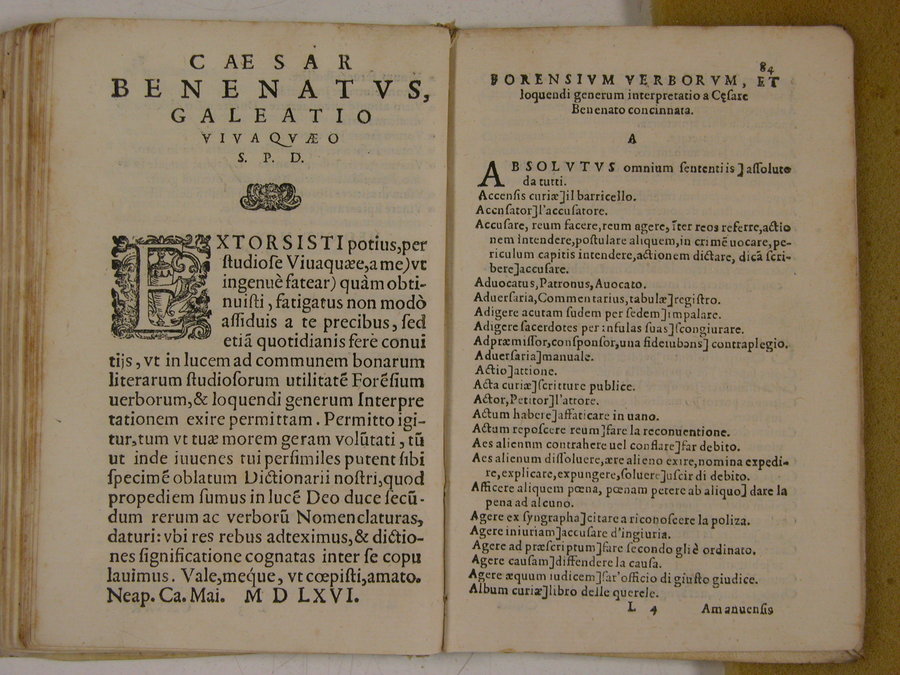 CAESAR
BENENATVS,
GALEATIO
VIVAQVÆO
S. P. D.
EXTORSISTI potius, per
ſtudioſe Viuaquæe, a me) vt
ingenuè fatear) quàm obti-
nuiſti, fatigatus non modò
aſſiduis a te precibus, ſed
etiã quotidianis fere conui
tijs, vt in lucem ad communem bonarum
literarum ſtudioſorum utilitatē Forēſium
uerborum, & loquendi generum Interpre
tationem exire permittam. Permitto igi-
tur, tum vt tuæ morem geram volūtati, tū
ut inde iuuenes tui perſimiles putent ſibi
ſpecimē oblatum Dictionarii noſtri, quod
propediem ſumus in lucē Deo duce ſecū-
dum rerum ac verborū Nomenclaturas,
daturi: vbi res rebus adteximus, & dictio-
nes ſignificatione cognatas inter ſe copu
lauimus. Vale, meque, vt cœpiſti, amato.
Neap. Ca. Mai. M D LXVI.
84
FORENSIVM VERBORVM, ET
loquendi generum interpretatio a Cęſare
Benenato concinnata.
A
ABSOLVTVS omnium ſententiis] aſſoluto
da tutti.
Accenſis curiæ] il barricello.
Accuſator] l'accuſatore.
Accuſare, reum facere, reum agere, īter reos referre, actio
nem intendere, poſtulare aliquem, in crimē uocare, pe-
riculum capitis intendere, actionem dictare, dicã ſcri-
bere] accuſare.
Aduocatus, Patronus, Auocato.
Aduerſaria, Commentarius, tabulæ] regiſtro.
Adigere acutam ſudem per ſedem] impalare.
Adigere ſacerdotes per inſulas ſuas] ſcongiurare.
Adpræmiſſor, conſponſor, una fideiubens] contraplegio.
Aduerſaria] manuale.
Actio] attione.
Acta curiæ] ſcritture publice.
Actor, Petitor] l'attore.
Actum habere] affaticare in uano.
Actum repoſcere reum] fare la reconuentione.
Aes alienum contrahere uel conflare] far debito.
Aes alienum diſſoluere, ære alieno exire, nomina expedi-
re, explicare, expungere, ſoluere] uſcir di debito.
Afficere aliquem pœna, pœnam petere ab aliquo] dare la
pena ad alcuno.
Agere ex ſyngrapha] citare a riconoſcere la poliza.
Agere iniuriam] accuſare d'ingiuria.
Agere ad præſcriptum] fare ſecondo gli è ordinato.
Agere cauſam] diffendere la cauſa.
Agere æquum iudicem] far'officio di giuſto giudice.
Album curiæ] libro delle querele.
L 4 Amanuenſis